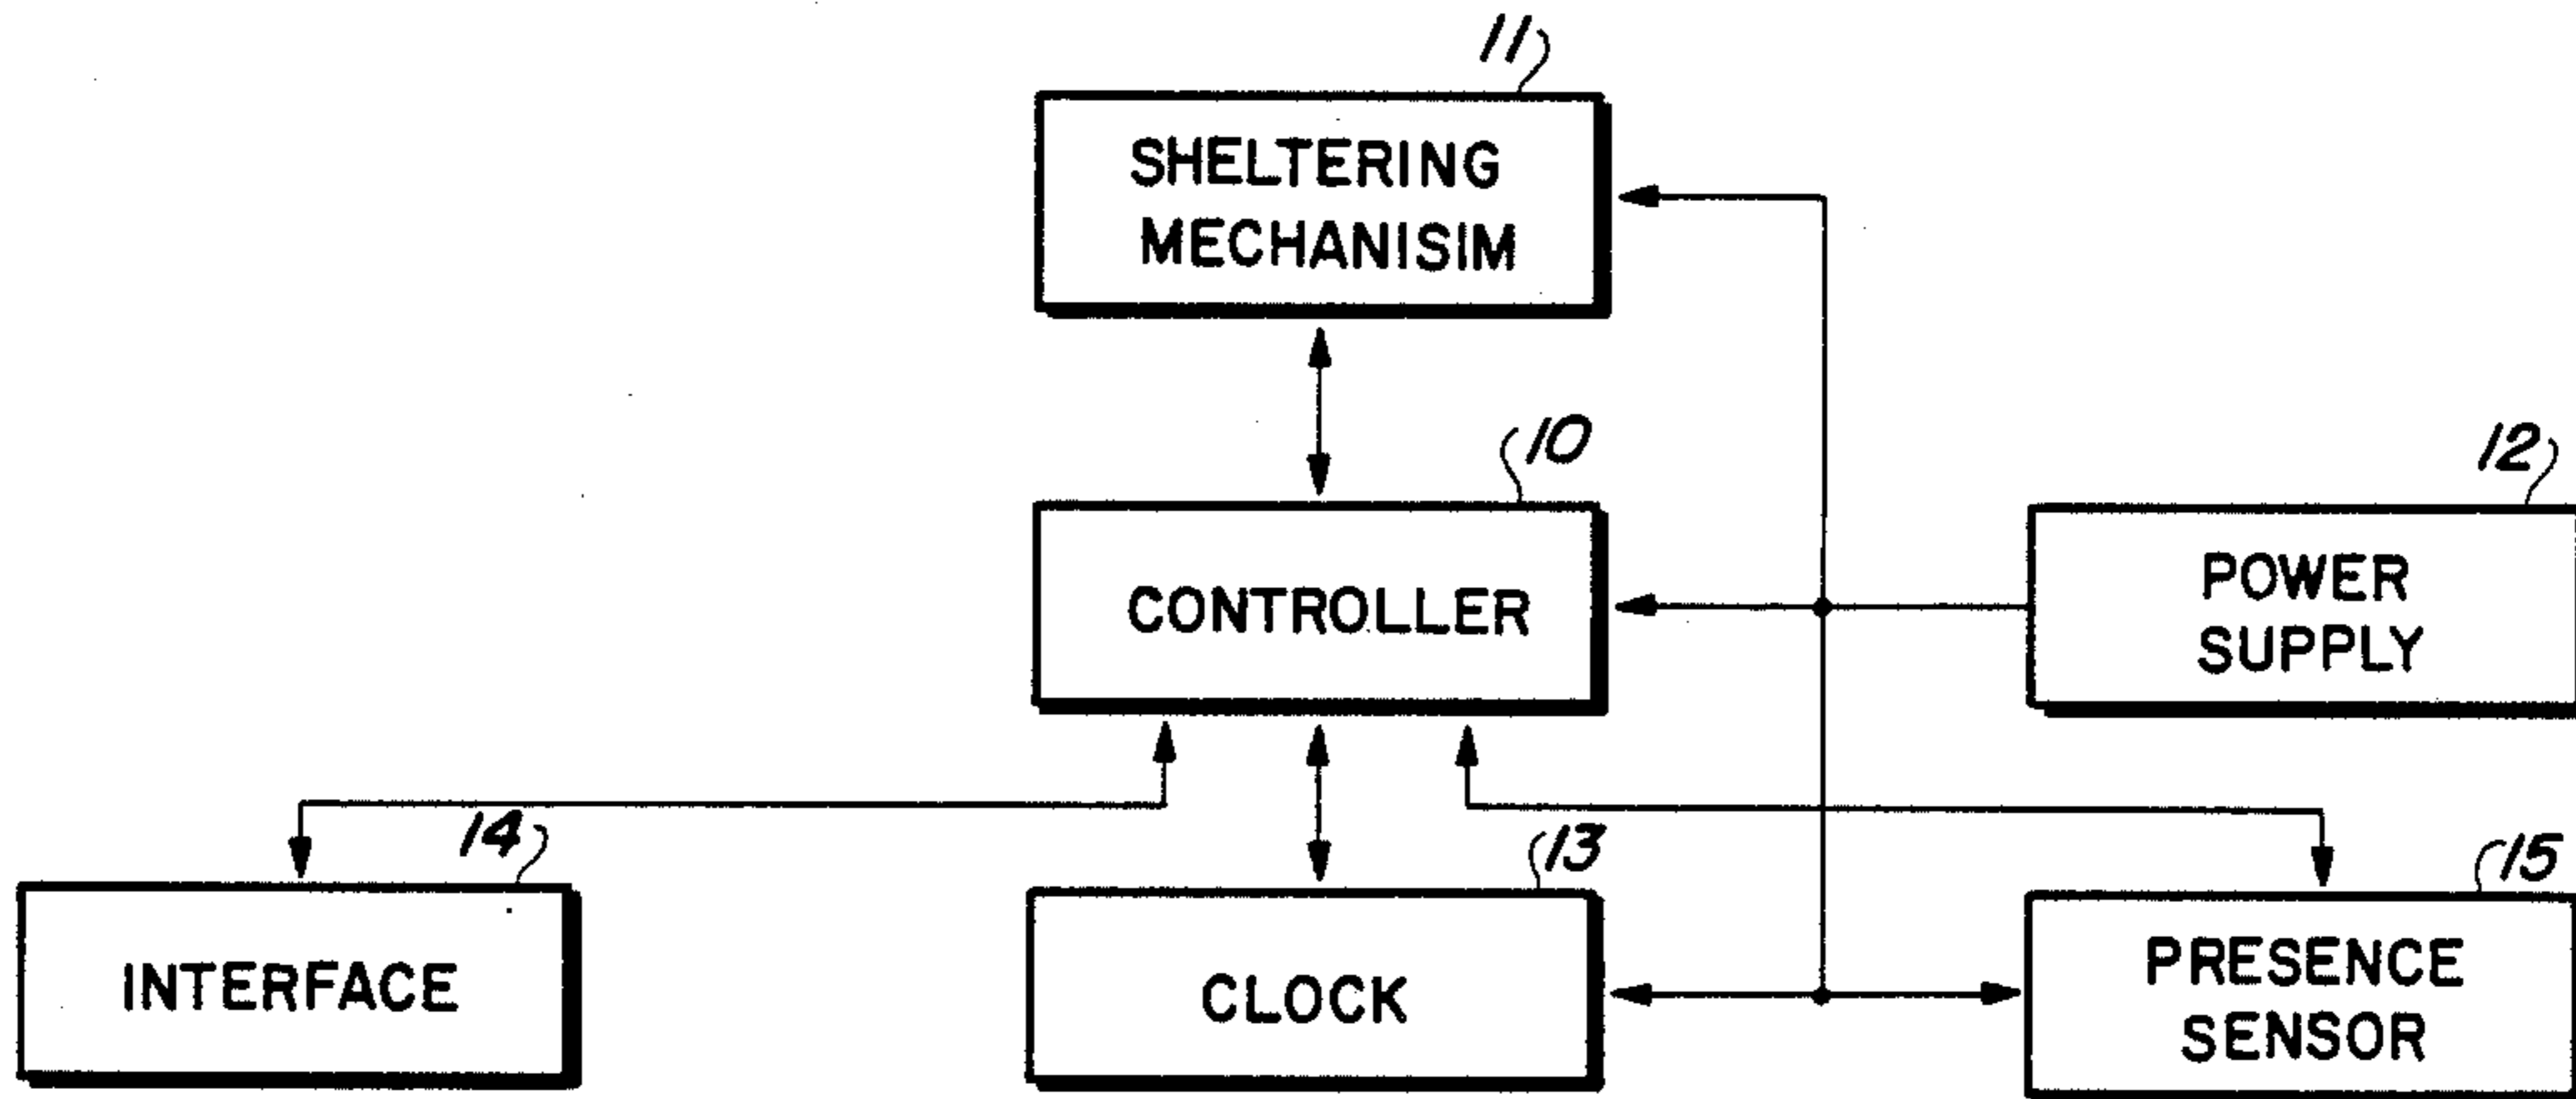 11
SHELTERING
MECHANISIM
10
CONTROLLER
12
POWER
SUPPLY
14
INTERFACE
13
CLOCK
15
PRESENCE
SENSOR